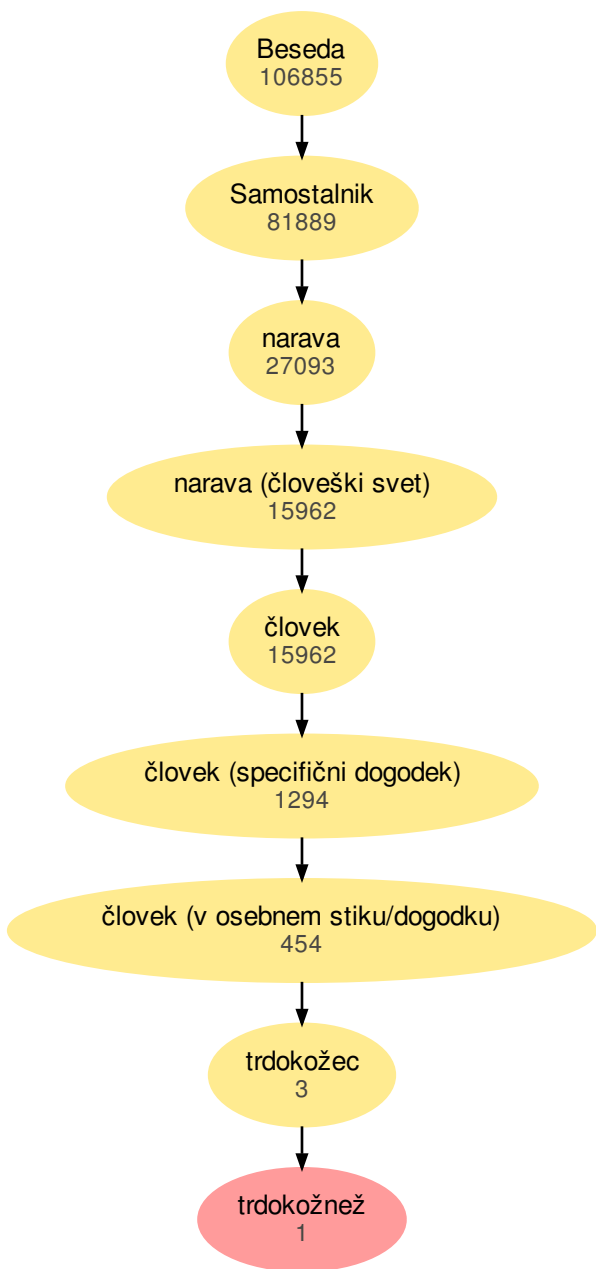 Beseda
106855
Samostalnik
81889
narava
27093
narava (človeški svet)
15962
človek
15962
človek (specifični dogodek)
1294
človek (v osebnem stiku/dogodku)
454
trdokožec
3
trdokožnež
1